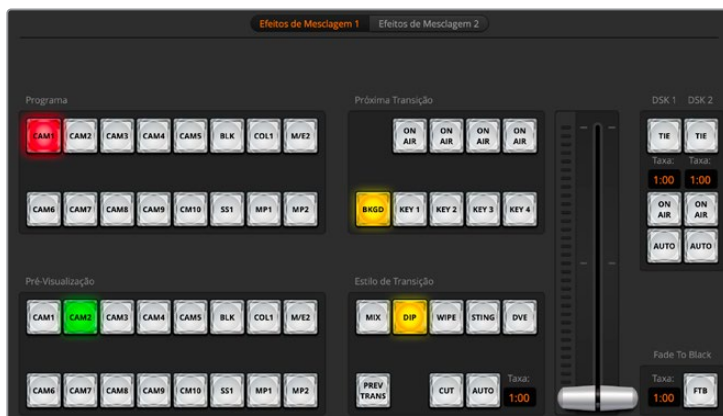 Efeitos de Mesclagem 1 Efeitos de Mesclagem 2
Programa
CAM1 CAM2 CAM3 CAM4 CAM5 BLK COL1 M/E2
CAM6 CAM7 CAM8 CAM9 CM10 SS1 MP1 MP2
Próxima Transição
ON AIR ON AIR ON AIR ON AIR
BKGD KEY 1 KEY 2 KEY 3 KEY 4
DSK 1 DSK 2
TIE TIE
Taxa: Taxa:
1:00 1:00
ON AIR ON AIR
AUTO AUTO
Pré-Visualização
CAM1 CAM2 CAM3 CAM4 CAM5 BLK COL1 M/E2
CAM6 CAM7 CAM8 CAM9 CM10 SS1 MP1 MP2
Estilo de Transição
MIX DIP WIPE STING DVE
PREV TRANS CUT AUTO Taxa: 1:00
Fade To Black
Taxa:
1:00 FTB